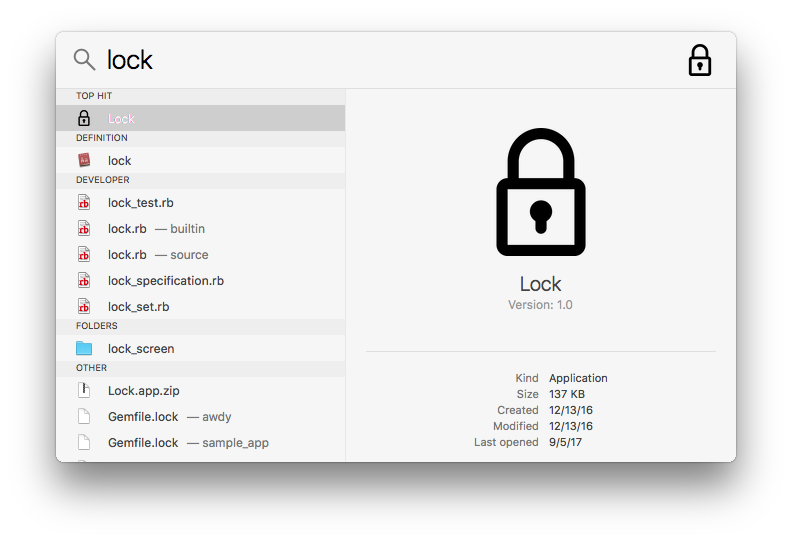 lock
TOP HIT
Lock
DEFINITION
lock
DEVELOPER
lock_test.rb
lock.rb — builtin
lock.rb — source
lock_specification.rb
lock_set.rb
FOLDERS
lock_screen
OTHER
Lock.app.zip
Gemfile.lock — awdy
Gemfile.lock — sample_app
Lock
Version: 1.0
Kind Application
Size 137 KB
Created 12/13/16
Modified 12/13/16
Last opened 9/5/17